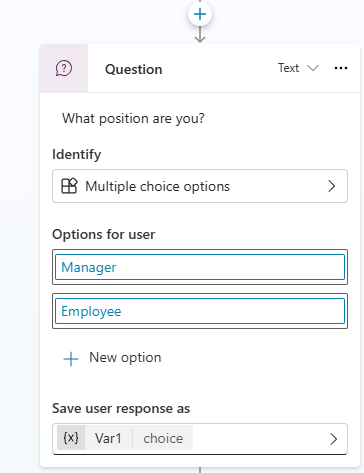 Question Text
What position are you?
Identify
Multiple choice options
Options for user
Manager
Employee
New option
Save user response as
{x} Var1 choice